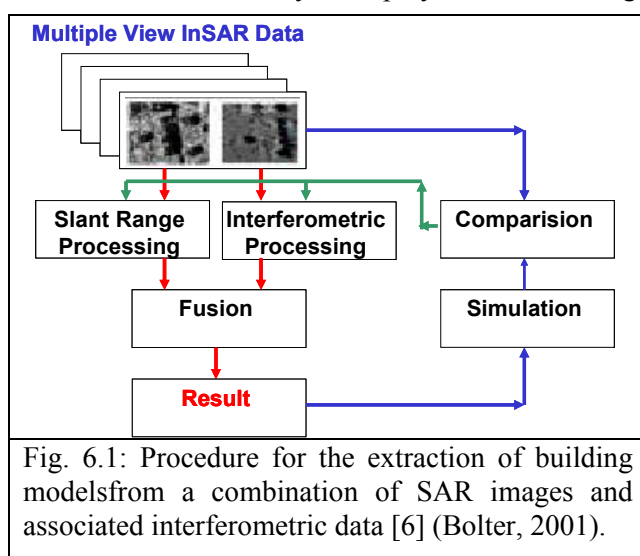 Multiple View InSAR Data
Slant Range
Processing
Interferometric
Processing
Comparision
Fusion
Simulation
Result
Fig. 6.1: Procedure for the extraction of building
modelsfrom a combination of SAR images and
associated interferometric data [6] (Bolter, 2001).